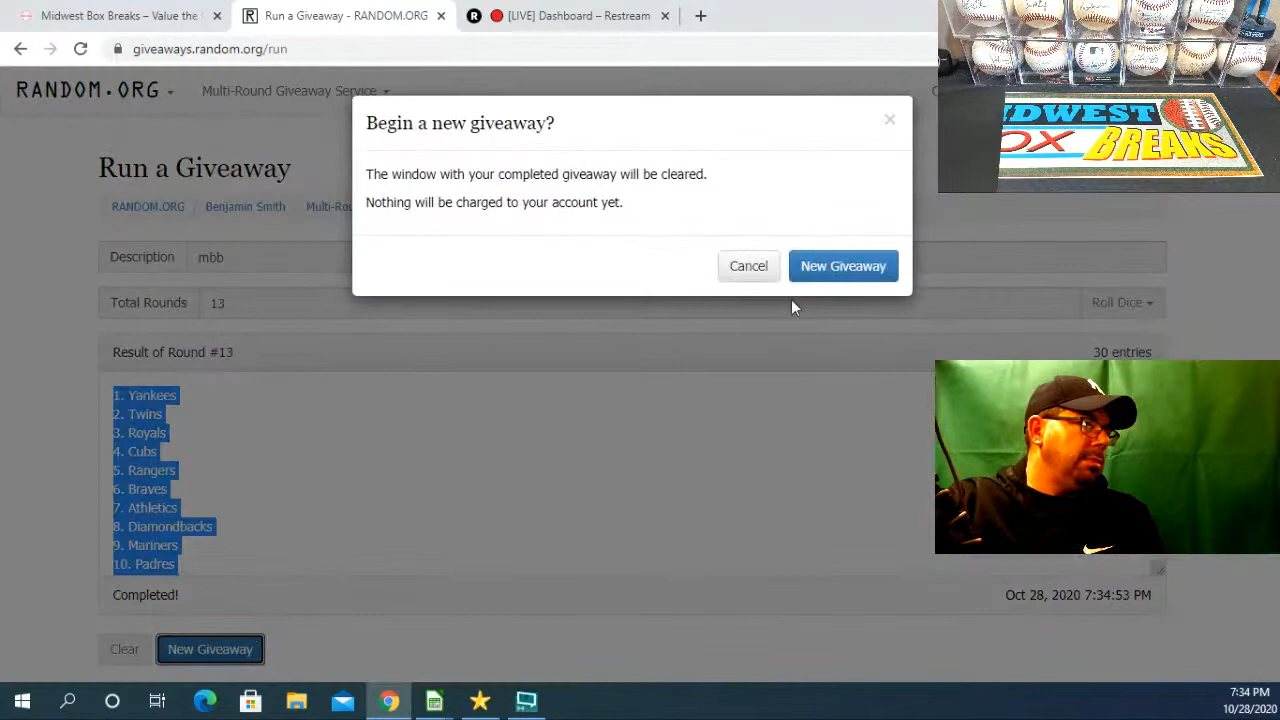 Midwest Box Breaks – Value the
Run a Giveaway - RANDOM.ORG
[LIVE] Dashboard – Restream
giveaways.random.org/run
RANDOM.ORG
Multi-Round Giveaway Service
Begin a new giveaway?
The window with your completed giveaway will be cleared.
Nothing will be charged to your account yet.
Cancel
New Giveaway
Run a Giveaway
RANDOM.ORG
Benjamin Smith
Multi-Rou
Description
mbb
Total Rounds
13
Roll Dice
Result of Round #13
30 entries
1. Yankees
2. Twins
3. Royals
4. Cubs
5. Rangers
6. Braves
7. Athletics
8. Diamondbacks
9. Mariners
10. Padres
Completed!
Oct 28, 2020 7:34:53 PM
Clear
New Giveaway
IDWEST
OX
BREAKS
7:34 PM
10/28/2020